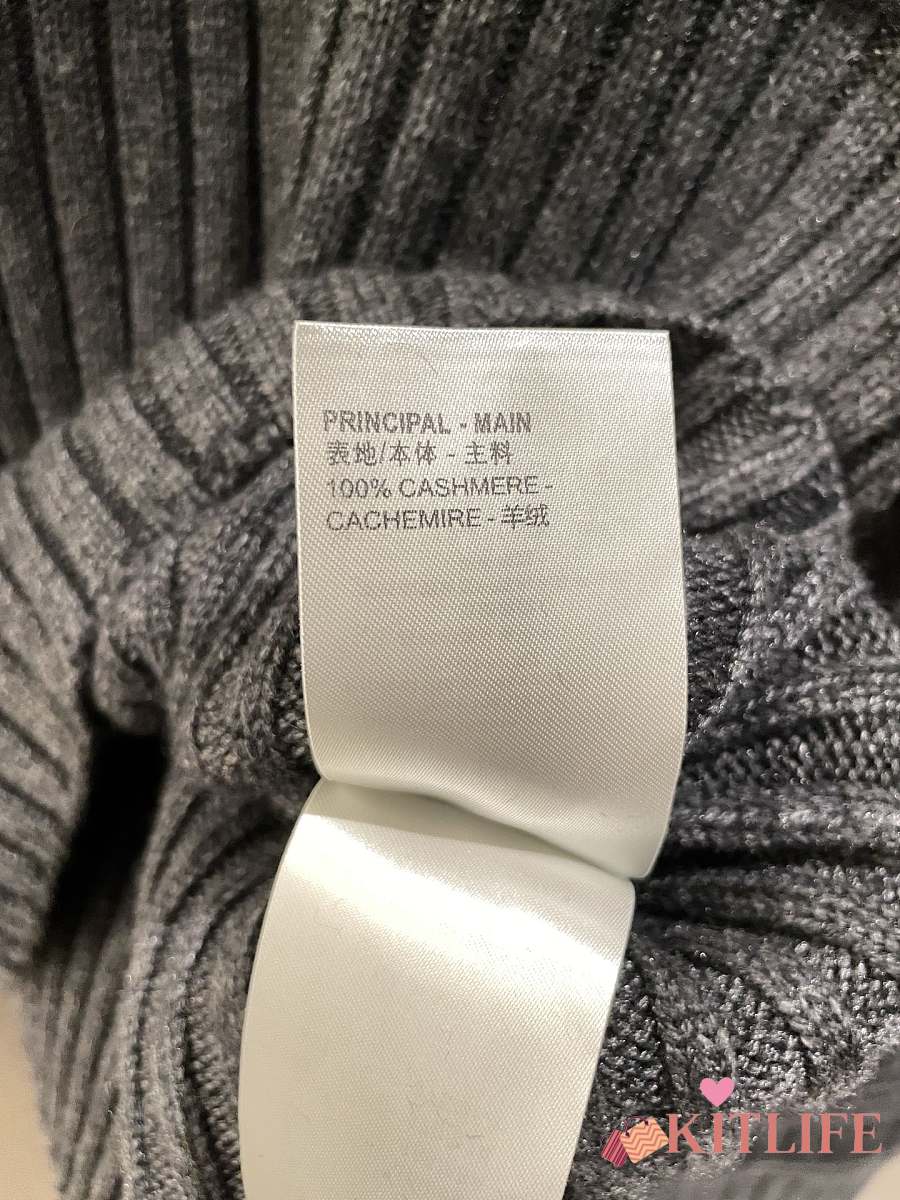 PRINCIPAL - MAIN
表地/本体 - 主料
100% CASHMERE -
CACHEMIRE - 羊绒
KITLIFE